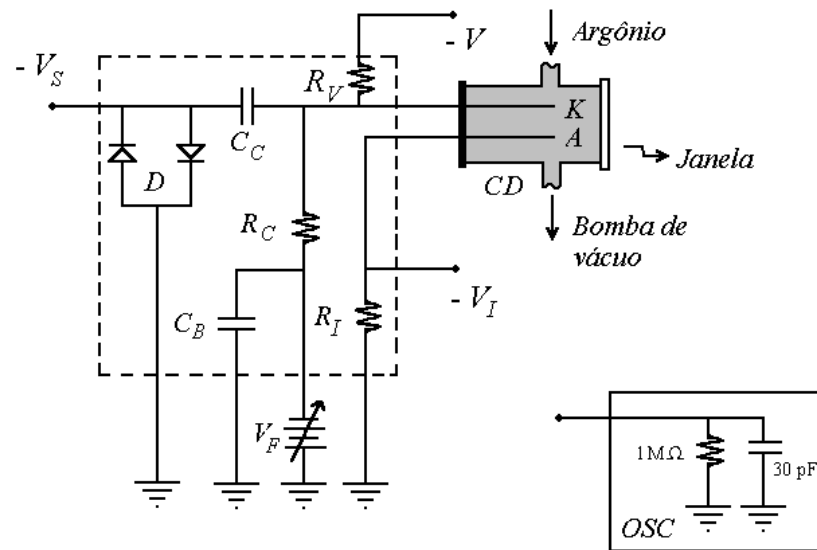 - V
Argônio
- V_S
R_V
K
C_C
A
Janela
D
CD
R_C
Bomba de
vácuo
- V_I
C_B
R_I
V_F
1MΩ
30 pF
OSC